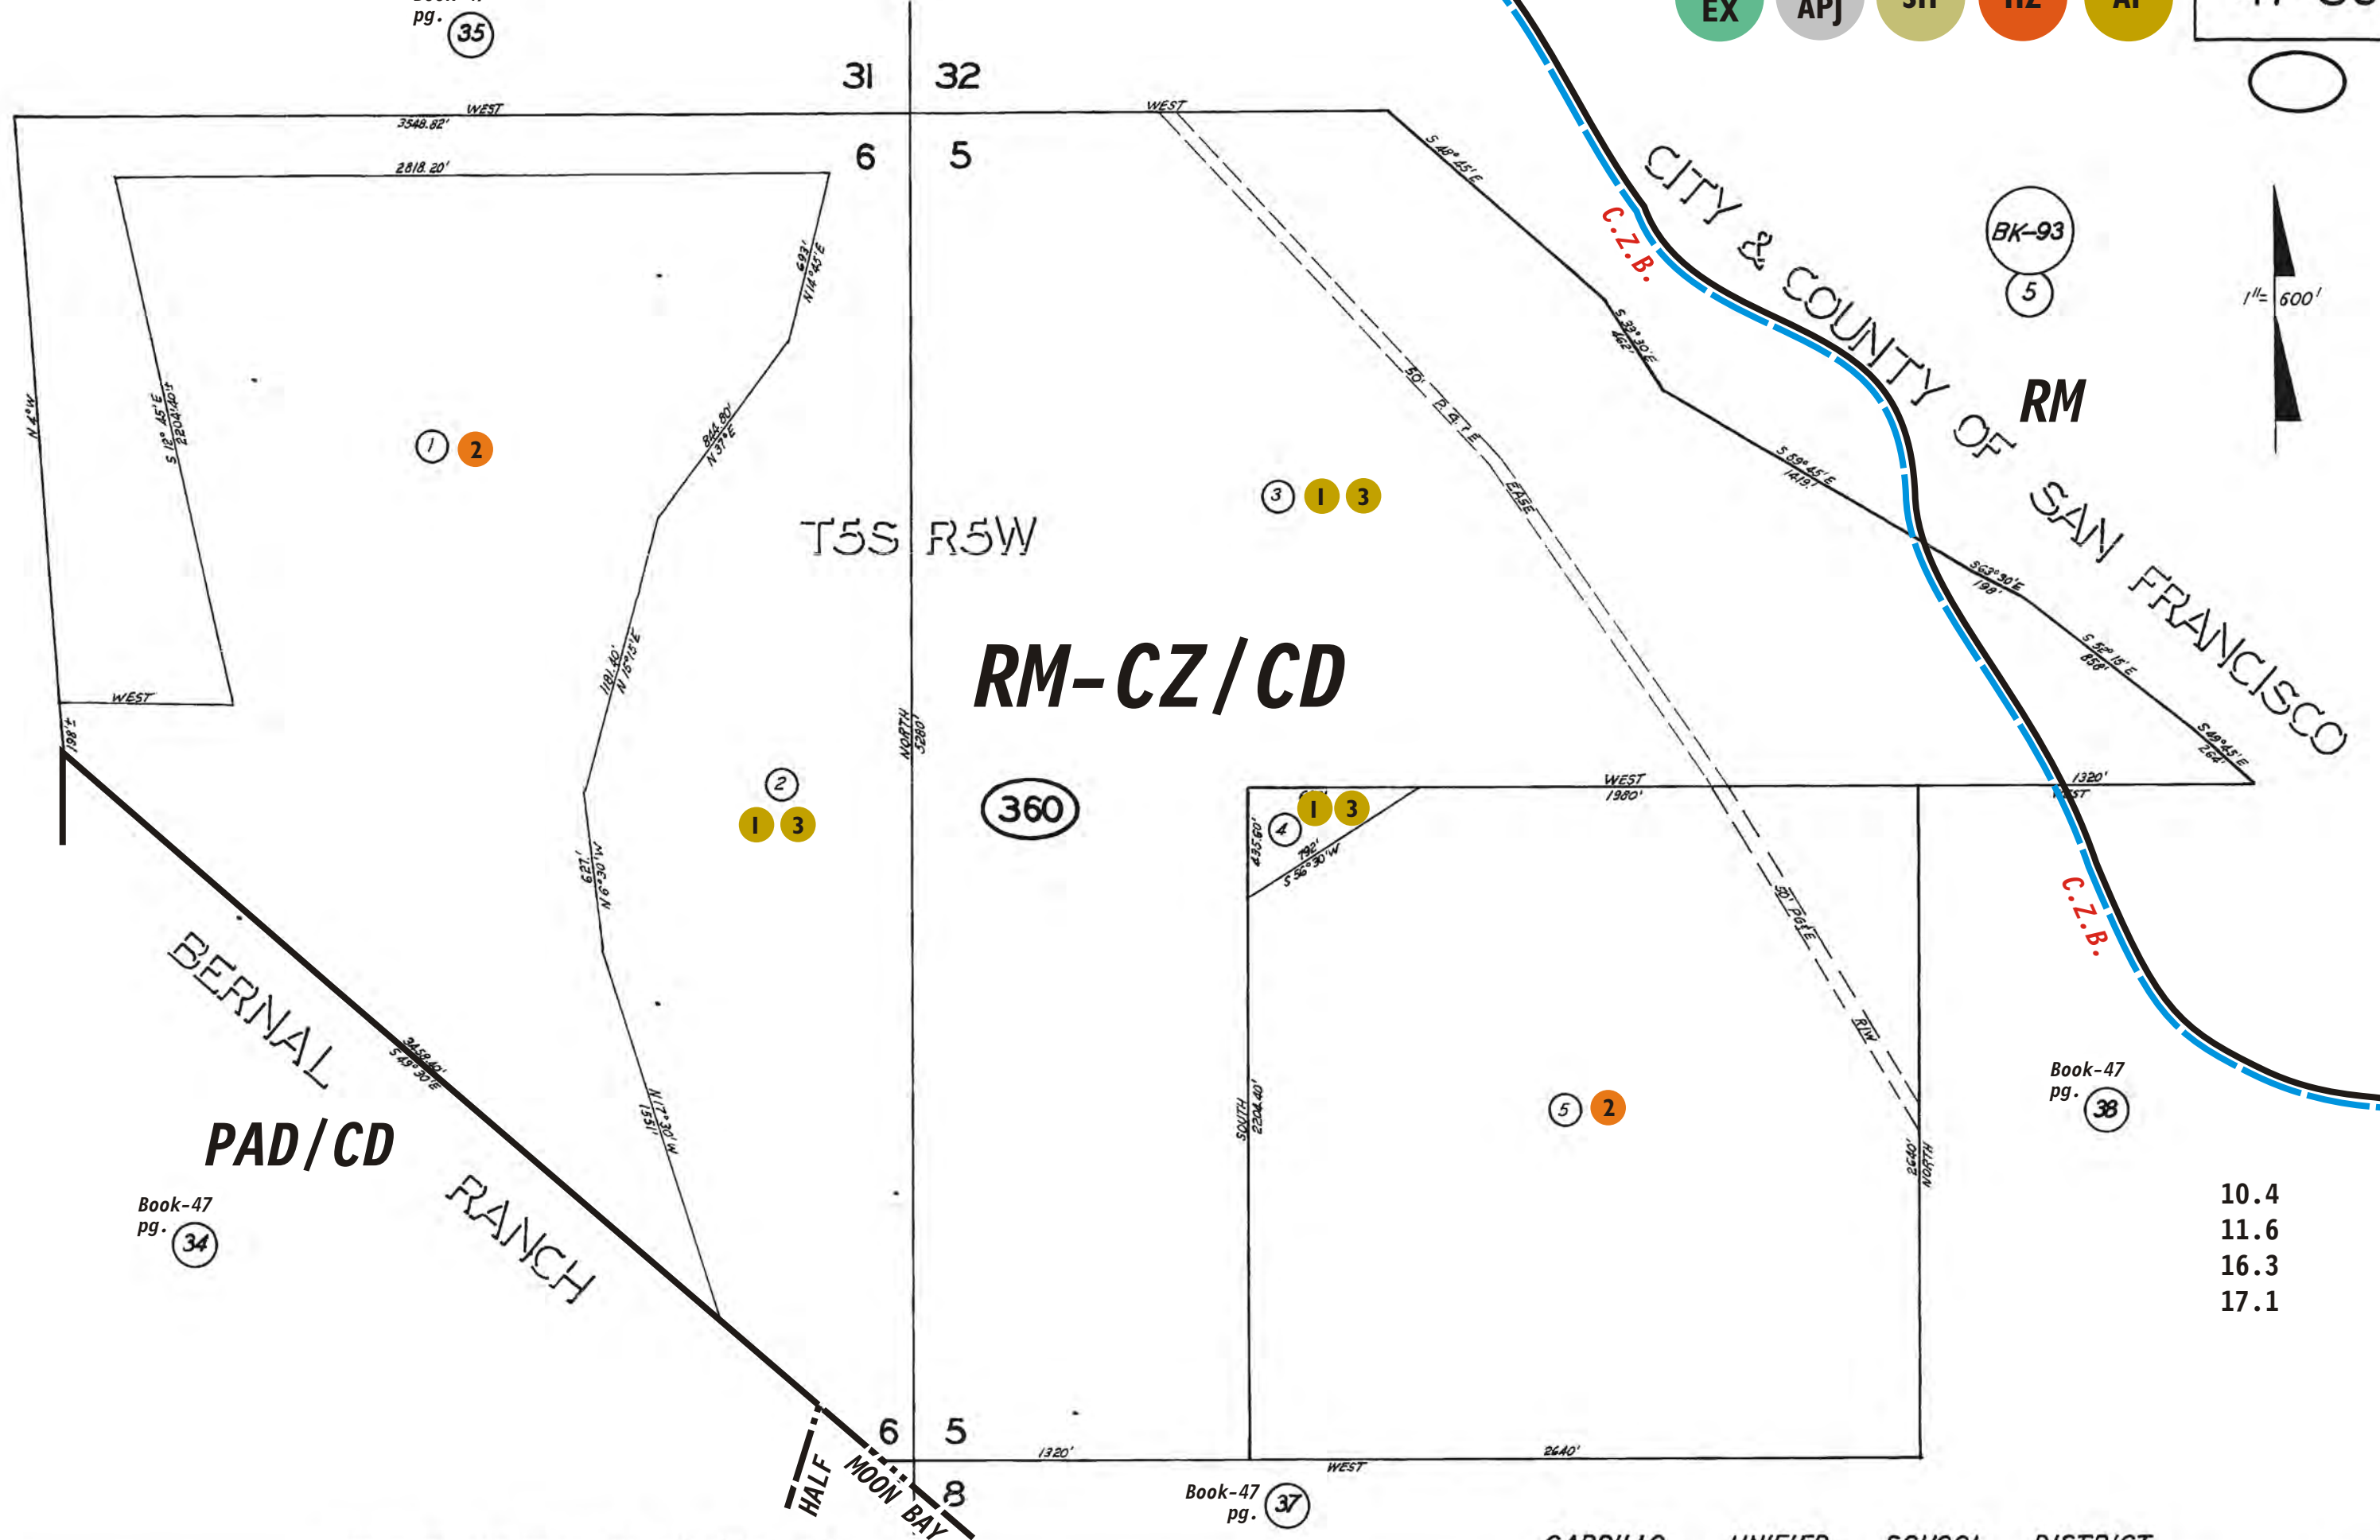 pg. 35
EX
31 32
WEST
3548.82'
WEST
6 5
2818.20'
S 48°45'E
CITY & COUNTY OF SAN FRANCISCO
C.Z.B.
BK-93
5
1"= 600'
RM
693'
N14°45'E
S 33°30'E
462'
N 4°W
S 12° 45'E
2204.40'±
844.80'
N 37°E
50' P.G.&E EASE
S 59°45'E
1419.'
1 2
3 1 3
T5S R5W
S63°30'E
198'
S 52° 15'E
858'
S49°45'E
264'
1181.40'
N 15°15'E
RM-CZ/CD
WEST
198'±
NORTH
5280'
2
1 3
360
WEST
1980'
1320'
1 3
4
435.60'
792'
S 56°30'W
627.'
N 6°30'W
50' PG&E R/W
C.Z.B.
BERNAL RANCH
3458.40'
S 49°30'E
PAD/CD
N 17°30'W
1551'
SOUTH
2204.40'
5 2
2640'
NORTH
Book-47
pg. 38
Book-47
pg. 34
10.4
11.6
16.3
17.1
6 5
1320'
2640'
WEST
8
HALF MOON BAY
Book-47
pg. 37